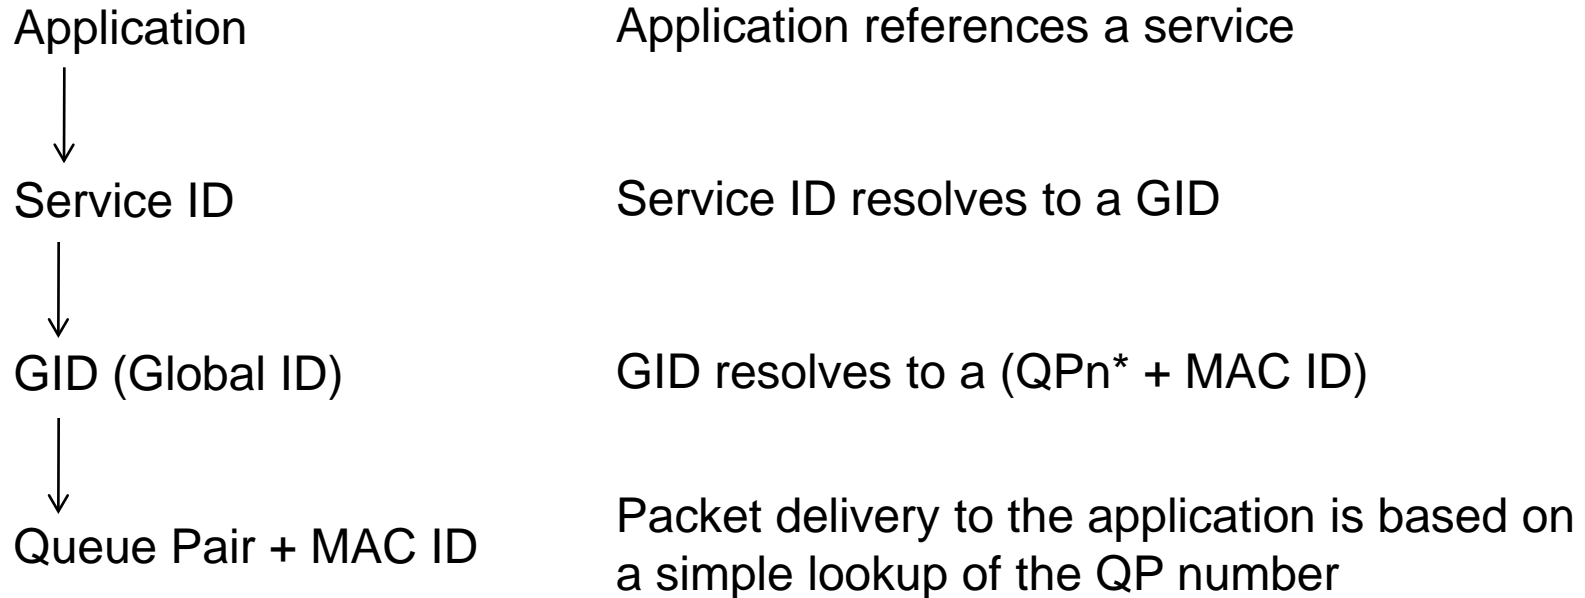 Application
Application references a service
Service ID
Service ID resolves to a GID
GID (Global ID)
GID resolves to a (QPn* + MAC ID)
Queue Pair + MAC ID
Packet delivery to the application is based on
a simple lookup of the QP number